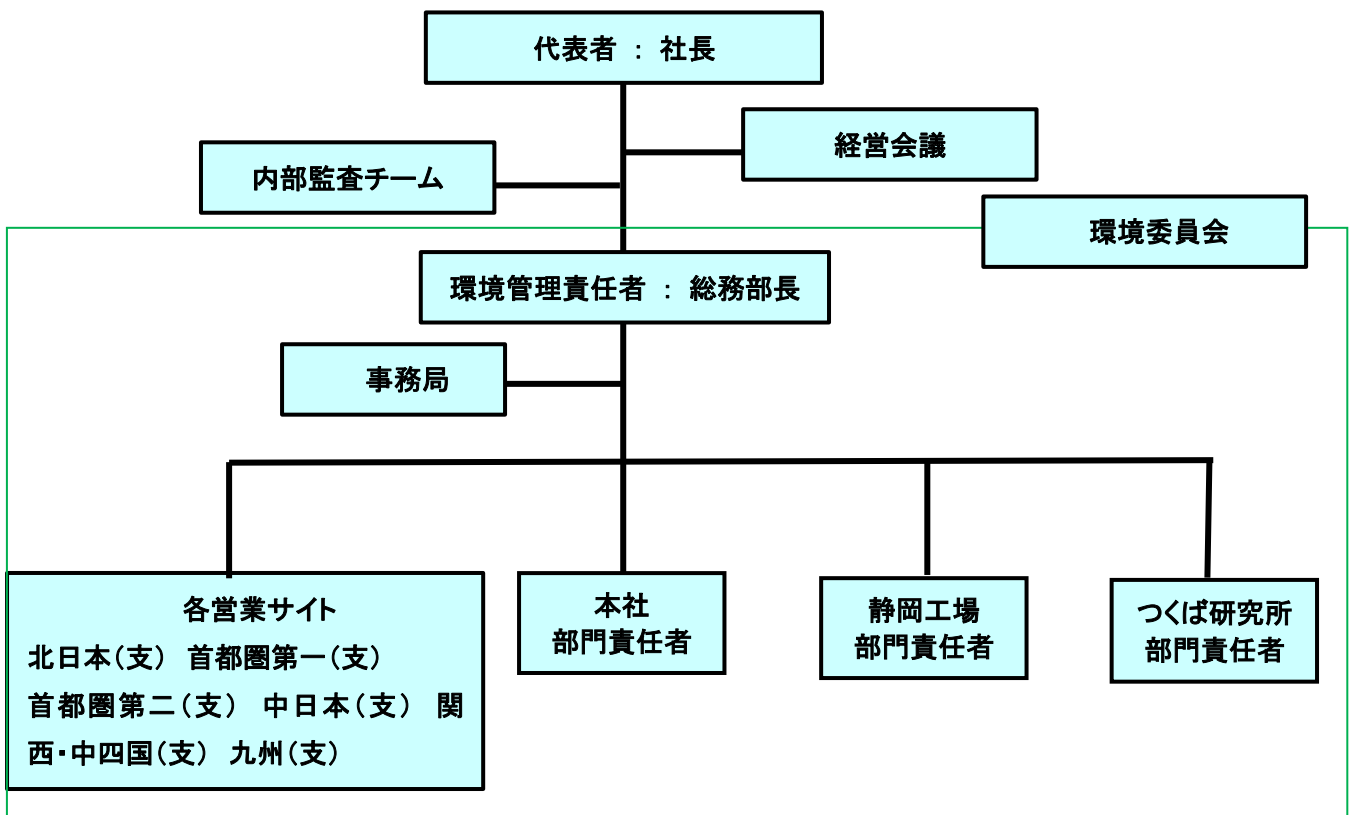 代表者 ： 社長
経営会議
内部監査チーム
環境委員会
環境管理責任者 ： 総務部長
事務局
各営業サイト
北日本（支） 首都圏第一（支）
首都圏第二（支） 中日本（支） 関
西・中四国（支） 九州（支）
本社
部門責任者
静岡工場
部門責任者
つくば研究所
部門責任者